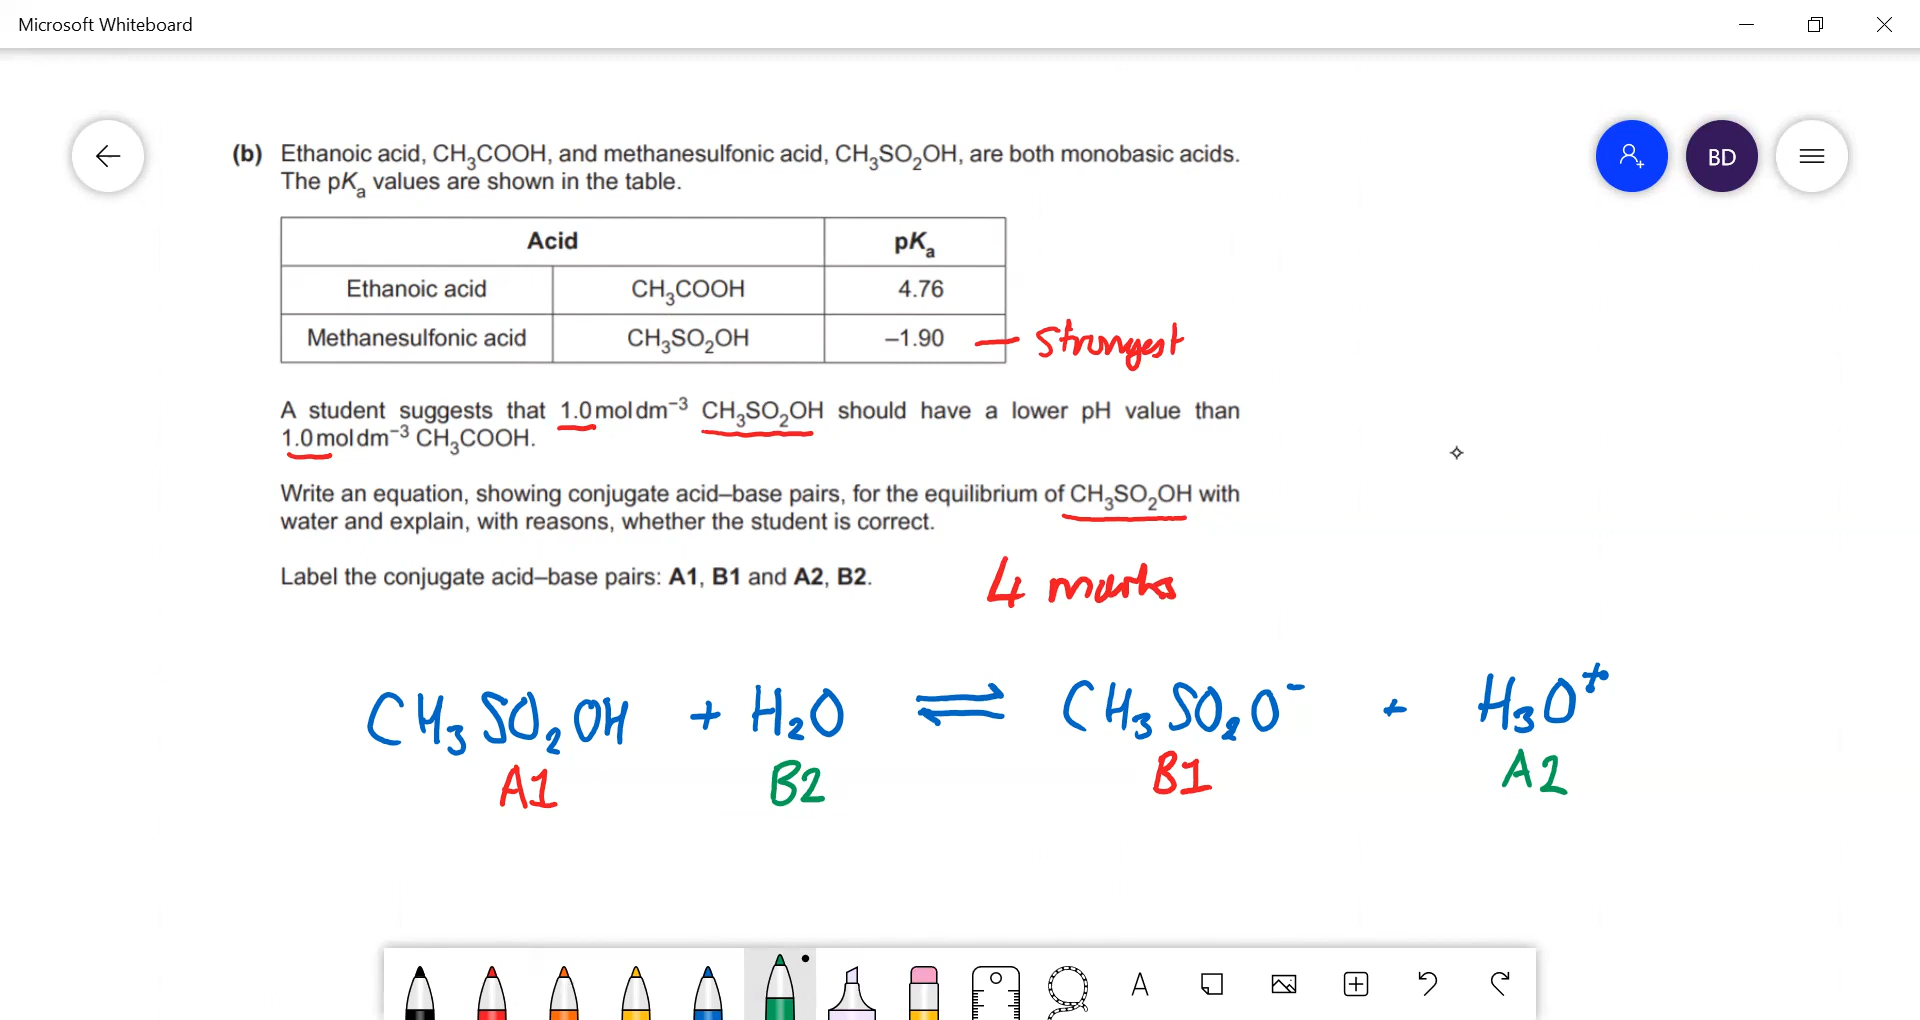 Microsoft Whiteboard
BD
(b) Ethanoic acid, CH₃COOH, and methanesulfonic acid, CH₃SO₂OH, are both monobasic acids.
The pKₐ values are shown in the table.
Acid pKₐ
Ethanoic acid CH₃COOH 4.76
Methanesulfonic acid CH₃SO₂OH –1.90 — Strongest
A student suggests that 1.0 mol dm⁻³ CH₃SO₂OH should have a lower pH value than
1.0 mol dm⁻³ CH₃COOH.
Write an equation, showing conjugate acid–base pairs, for the equilibrium of CH₃SO₂OH with
water and explain, with reasons, whether the student is correct.
Label the conjugate acid–base pairs: A1, B1 and A2, B2.
4 marks
CH₃SO₂OH + H₂O ⇌ CH₃SO₂O⁻ + H₃O⁺
A1 B2 B1 A2
A